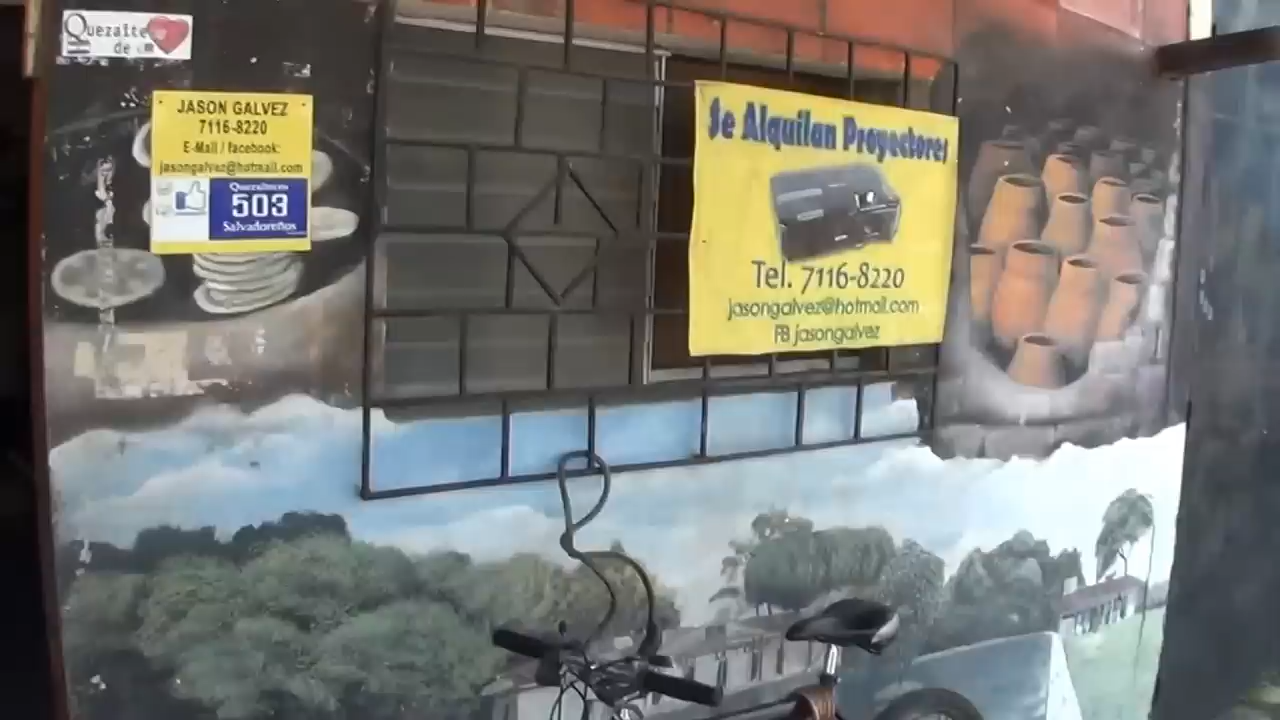 Quezalte
de
JASON GALVEZ
7116-8220
E-Mail / facebook:
jasongalvez@hotmail.com
Quezaltecos
503
Salvadoreños
Se Alquilan Proyectores
Tel. 7116-8220
jasongalvez@hotmail.com
FB jasongalvez